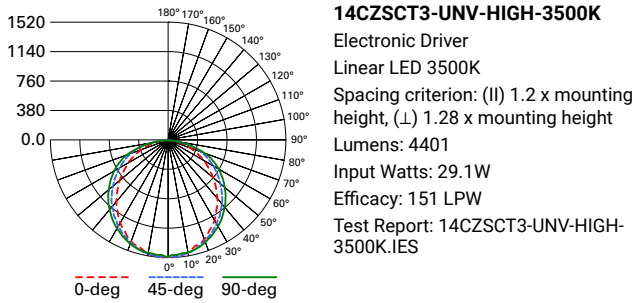 1520
1140
760
380
0.0
180° 170° 160° 150° 140° 130° 120° 110° 100° 90° 80° 70° 60° 50° 40° 30° 20° 10° 0°
0-deg 45-deg 90-deg
14CZSCT3-UNV-HIGH-3500K
Electronic Driver
Linear LED 3500K
Spacing criterion: (II) 1.2 x mounting
height, (⊥) 1.28 x mounting height
Lumens: 4401
Input Watts: 29.1W
Efficacy: 151 LPW
Test Report: 14CZSCT3-UNV-HIGH-
3500K.IES